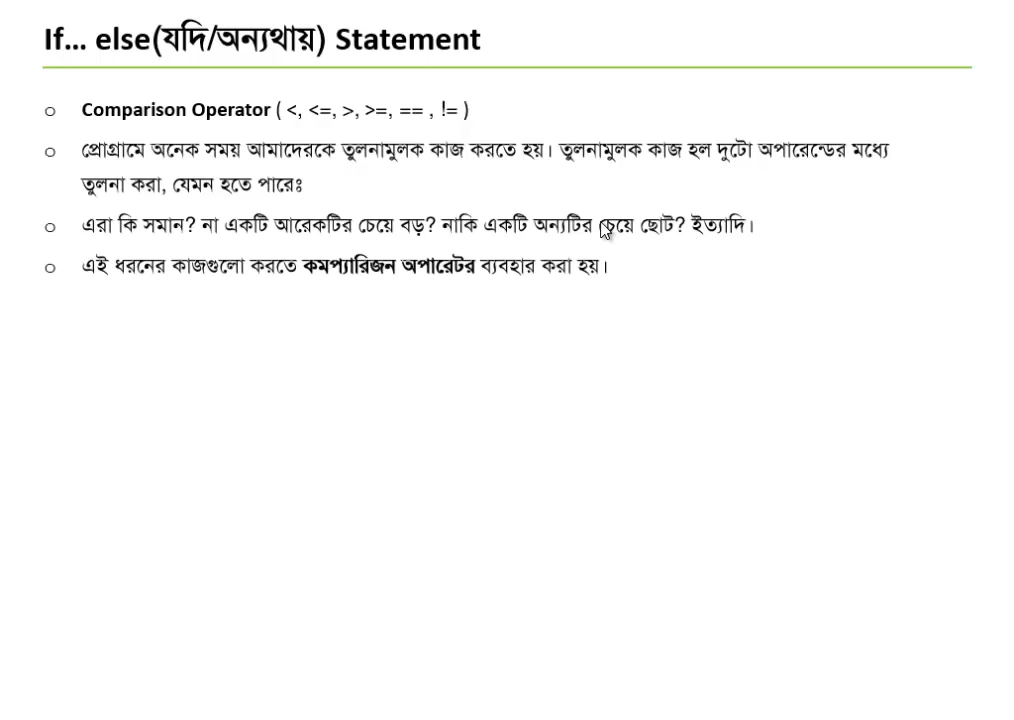 If... else(যদি/অন্যথায়) Statement
o Comparison Operator ( <, <=, >, >=, == , != )
o প্রোগ্রামে অনেক সময় আমাদেরকে তুলনামুলক কাজ করতে হয়। তুলনামুলক কাজ হল দুটো অপারেন্ডের মধ্যে
তুলনা করা, যেমন হতে পারেঃ
o এরা কি সমান? না একটি আরেকটির চেয়ে বড়? নাকি একটি অন্যটির চেয়ে ছোট? ইত্যাদি।
o এই ধরনের কাজগুলো করতে কমপ্যারিজন অপারেটর ব্যবহার করা হয়।